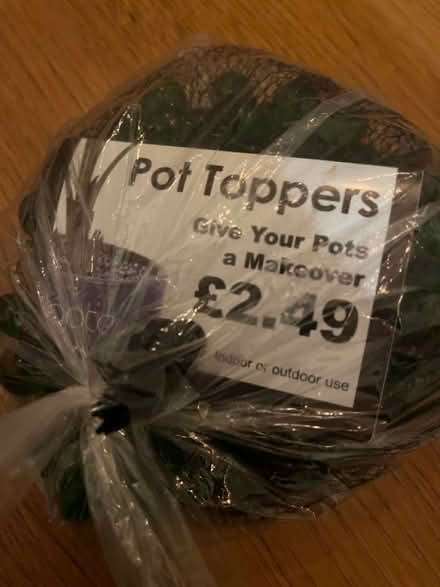 Pot Toppers
Give Your Pots
a Makeover
£2.49
Indoor or outdoor use